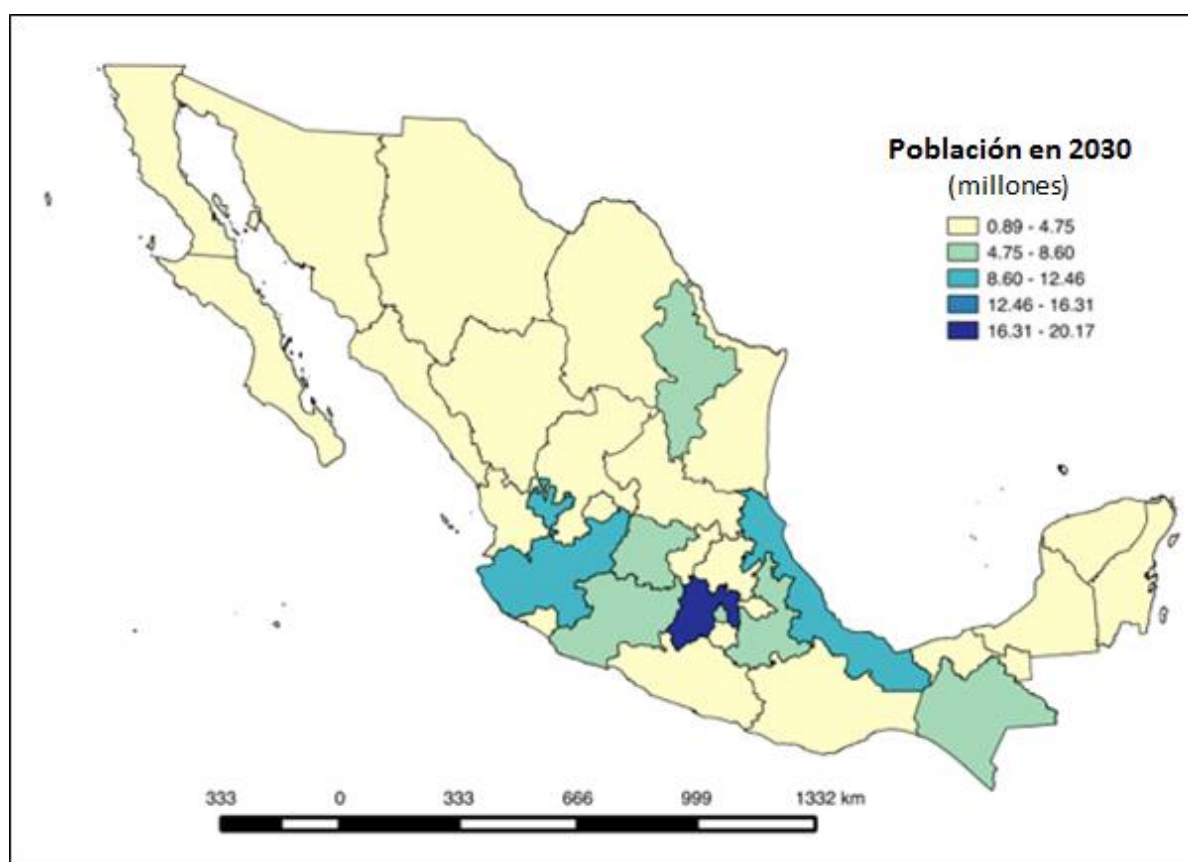 Población en 2030
(millones)
0.89 - 4.75
4.75 - 8.60
8.60 - 12.46
12.46 - 16.31
16.31 - 20.17
333 0 333 666 999 1332 km